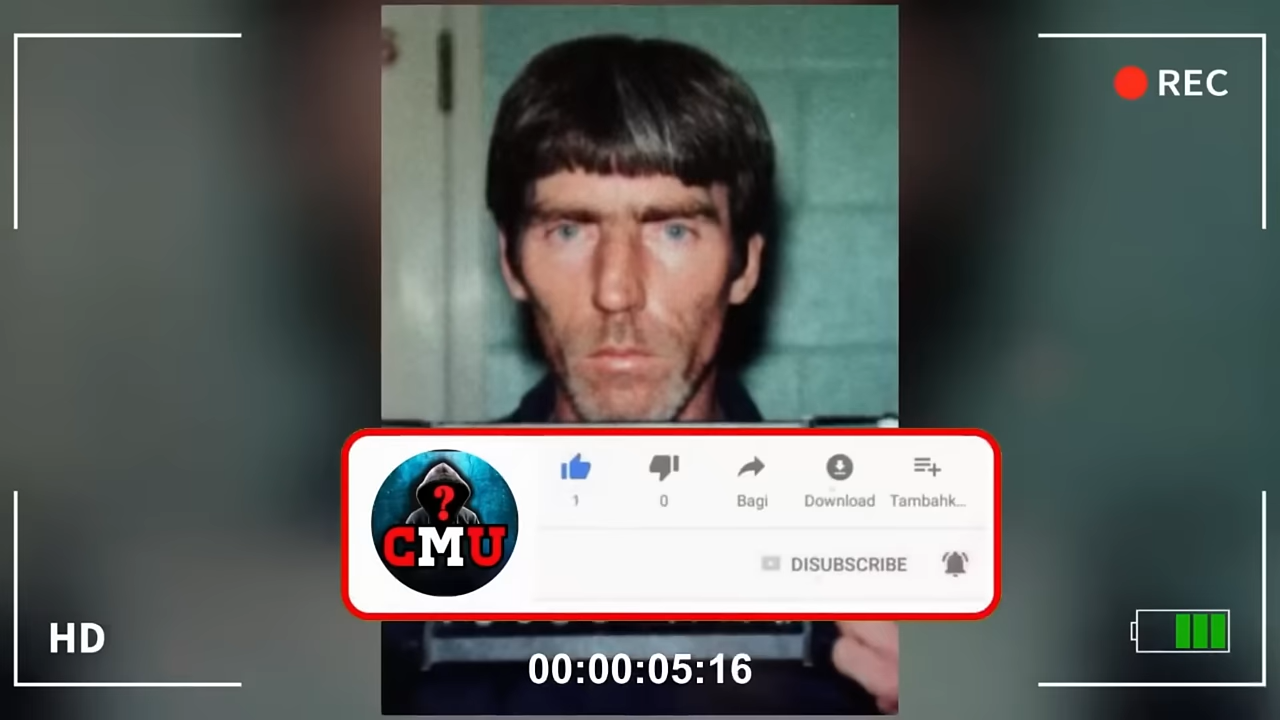 REC
?
CMU
1
0
Bagi
Download
Tambahk...
DISUBSCRIBE
HD
00:00:05:16